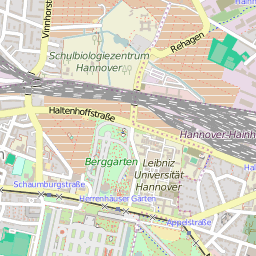 Vinnhorst
Rehagen
Schulbiologiezentrum
Hannover
Haltenhoffstraße
Hannover-Hainh
Berggarten
Leibniz
Universität
Hannover
Schaumburgstraße
Herrenhäuser Gärten
Appelstraße